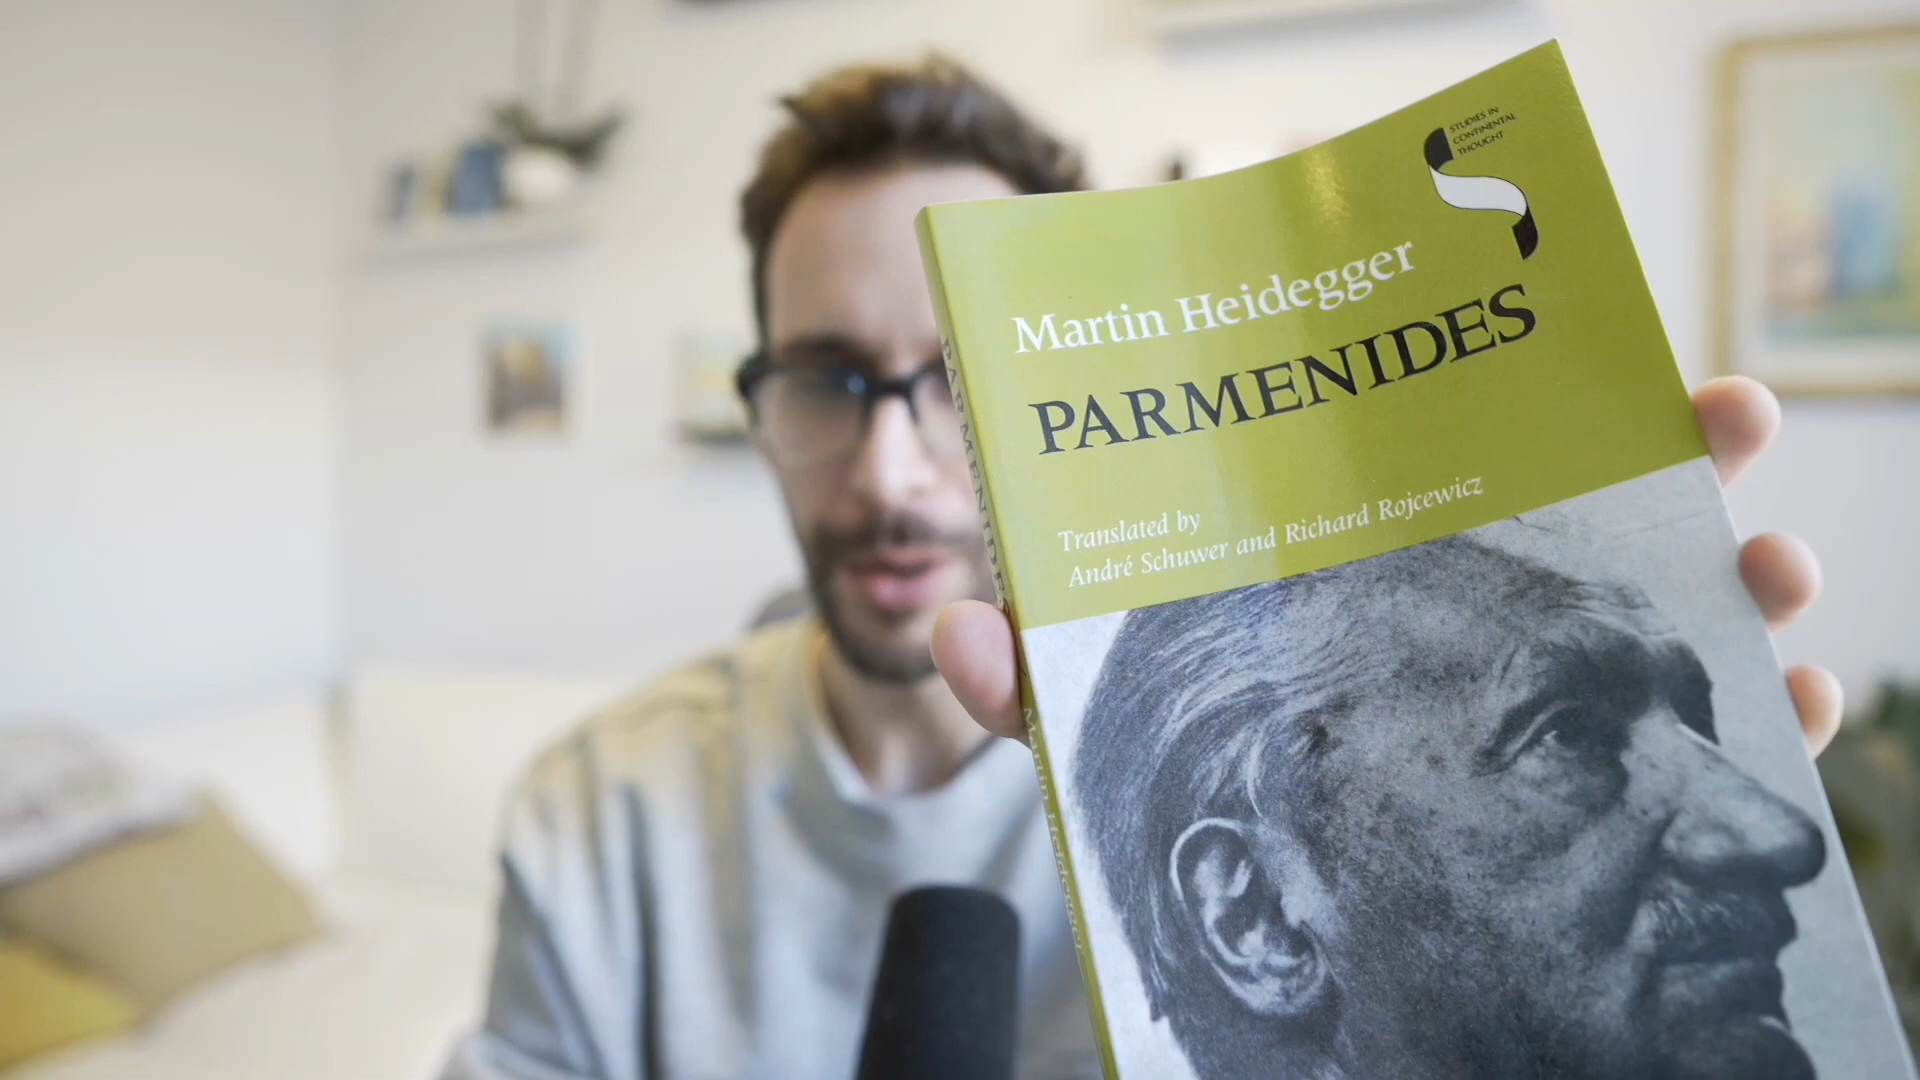 STUDIES IN
CONTINENTAL
THOUGHT
Martin Heidegger
PARMENIDES
Translated by
André Schuwer and Richard Rojcewicz
PARMENIDES
Martin Heidegger